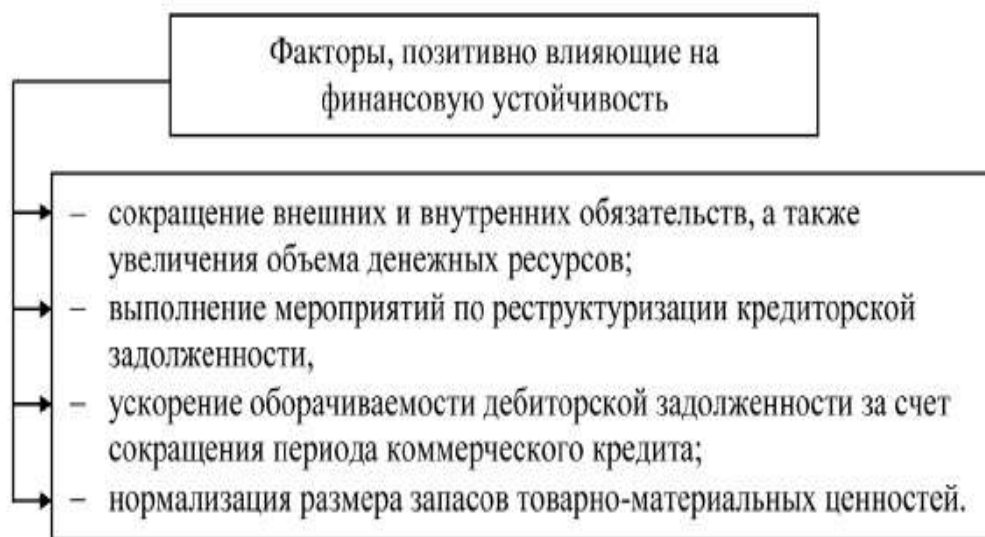 Факторы, позитивно влияющие на
финансовую устойчивость
– сокращение внешних и внутренних обязательств, а также
увеличения объема денежных ресурсов;
– выполнение мероприятий по реструктуризации кредиторской
задолженности,
– ускорение оборачиваемости дебиторской задолженности за счет
сокращения периода коммерческого кредита;
– нормализация размера запасов товарно-материальных ценностей.